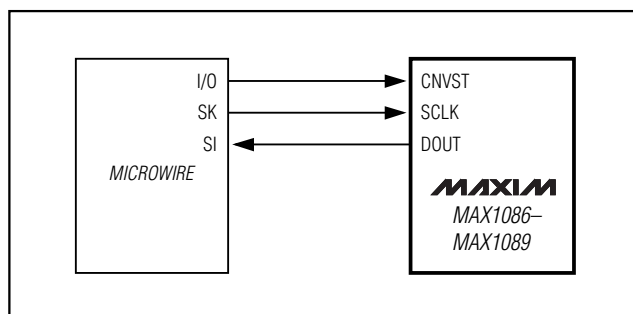 I/O
SK
SI
MICROWIRE
CNVST
SCLK
DOUT
MAXIM
MAX1086–
MAX1089